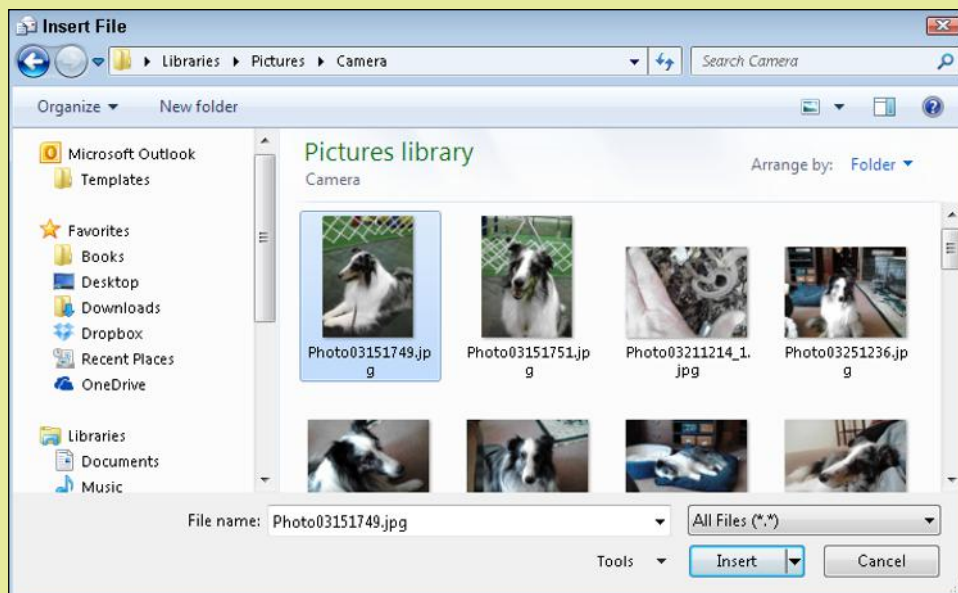 Insert File
Libraries Pictures Camera
Search Camera
Organize
New folder
Microsoft Outlook
Templates
Favorites
Books
Desktop
Downloads
Dropbox
Recent Places
OneDrive
Libraries
Documents
Music
Pictures library
Camera
Arrange by: Folder
Photo03151749.jp
g
Photo03151751.jp
g
Photo03211214_1.
jpg
Photo03251236.jp
g
File name: Photo03151749.jpg
All Files (*.*)
Tools
Insert
Cancel